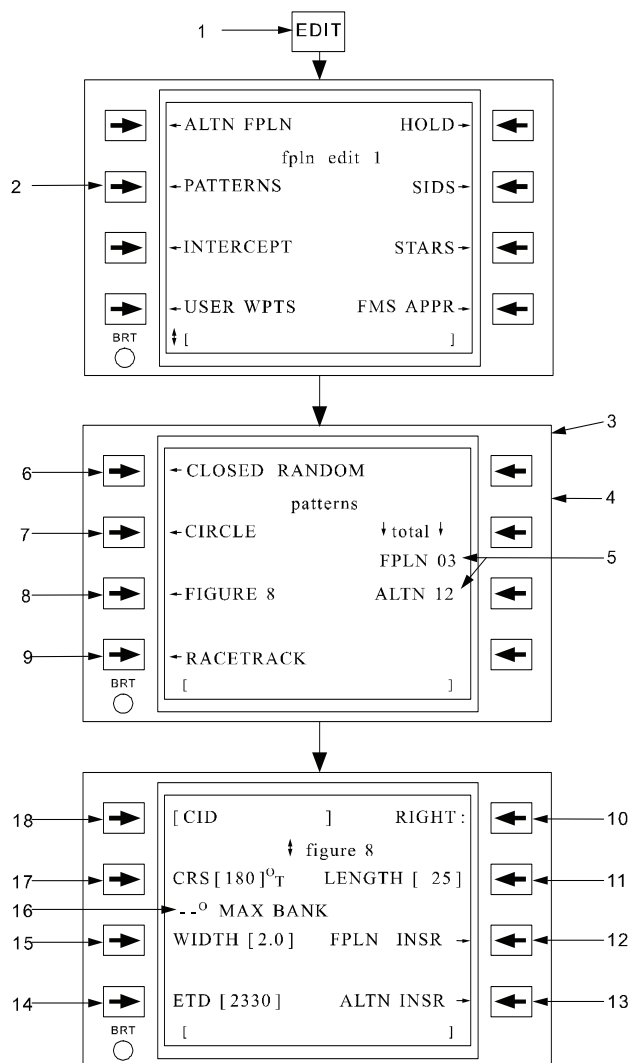 1 EDIT
←ALTN FPLN HOLD→
fpln edit 1
2 ←PATTERNS SIDS→
←INTERCEPT STARS→
←USER WPTS FMS APPR→
BRT
↕ [ ]
3
4
6 ←CLOSED RANDOM
patterns
7 ←CIRCLE ↓total ↓
FPLN 03 5
8 ←FIGURE 8 ALTN 12
9 ←RACETRACK
BRT
[ ]
18 [CID ] RIGHT: 10
↕ figure 8
17 CRS[180]°T LENGTH [ 25] 11
16 --° MAX BANK
15 WIDTH [2.0] FPLN INSR → 12
14 ETD [2330] ALTN INSR → 13
BRT
[ ]